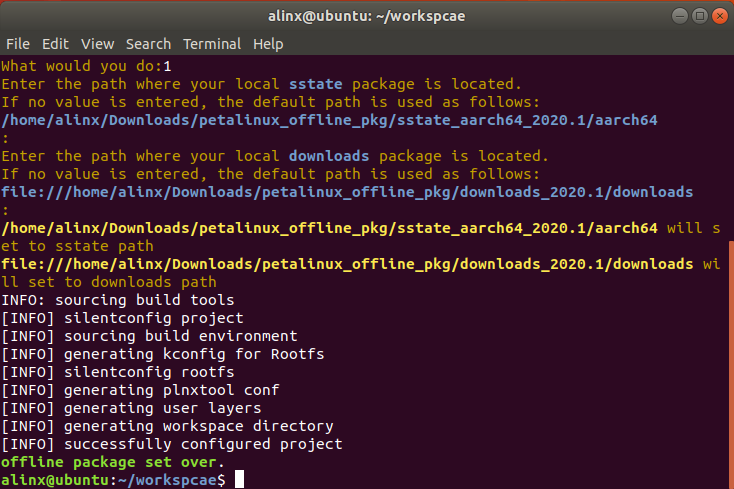 alinx@ubuntu: ~/workspcae
File Edit View Search Terminal Help
What would you do:1
Enter the path where your local sstate package is located.
If no value is entered, the default path is used as follows:
/home/alinx/Downloads/petalinux_offline_pkg/sstate_aarch64_2020.1/aarch64
:
Enter the path where your local downloads package is located.
If no value is entered, the default path is used as follows:
file:///home/alinx/Downloads/petalinux_offline_pkg/downloads_2020.1/downloads
:
/home/alinx/Downloads/petalinux_offline_pkg/sstate_aarch64_2020.1/aarch64 will s
et to sstate path
file:///home/alinx/Downloads/petalinux_offline_pkg/downloads_2020.1/downloads wi
ll set to downloads path
INFO: sourcing build tools
[INFO] silentconfig project
[INFO] sourcing build environment
[INFO] generating kconfig for Rootfs
[INFO] silentconfig rootfs
[INFO] generating plnxtool conf
[INFO] generating user layers
[INFO] generating workspace directory
[INFO] successfully configured project
offline package set over.
alinx@ubuntu:~/workspcae$